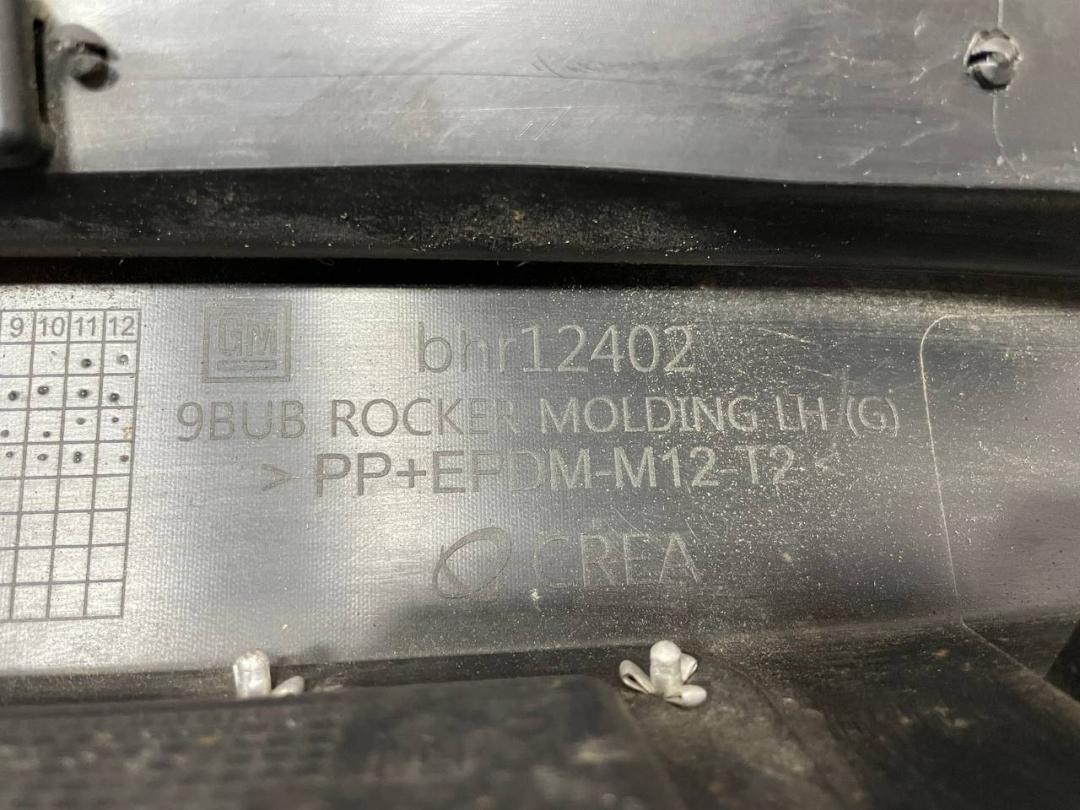 9 10 11 12
GM
bhr12402
9BUB ROCKER MOLDING LH (G)
> PP+EPDM-M12-T2 <
CREA